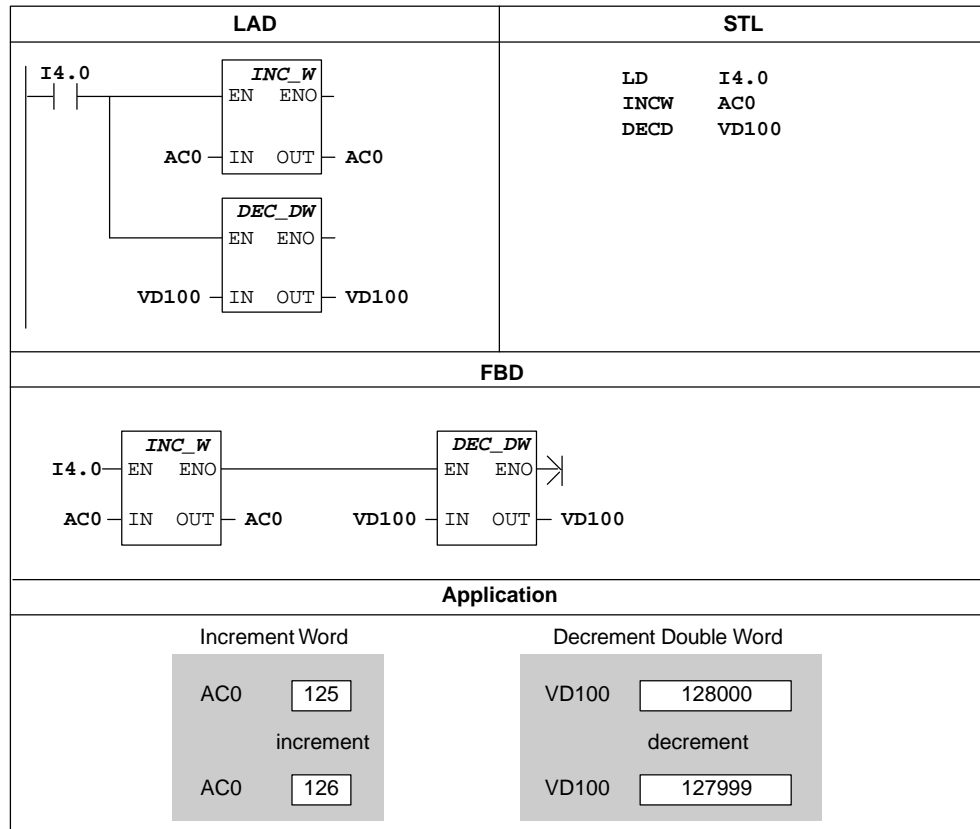 LAD
STL
I4.0
INC_W
EN ENO
AC0 IN OUT AC0
DEC_DW
EN ENO
VD100 IN OUT VD100
LD I4.0
INCW AC0
DECD VD100
FBD
INC_W
I4.0 EN ENO
AC0 IN OUT AC0
DEC_DW
EN ENO
VD100 IN OUT VD100
Application
Increment Word
AC0 125
increment
AC0 126
Decrement Double Word
VD100 128000
decrement
VD100 127999